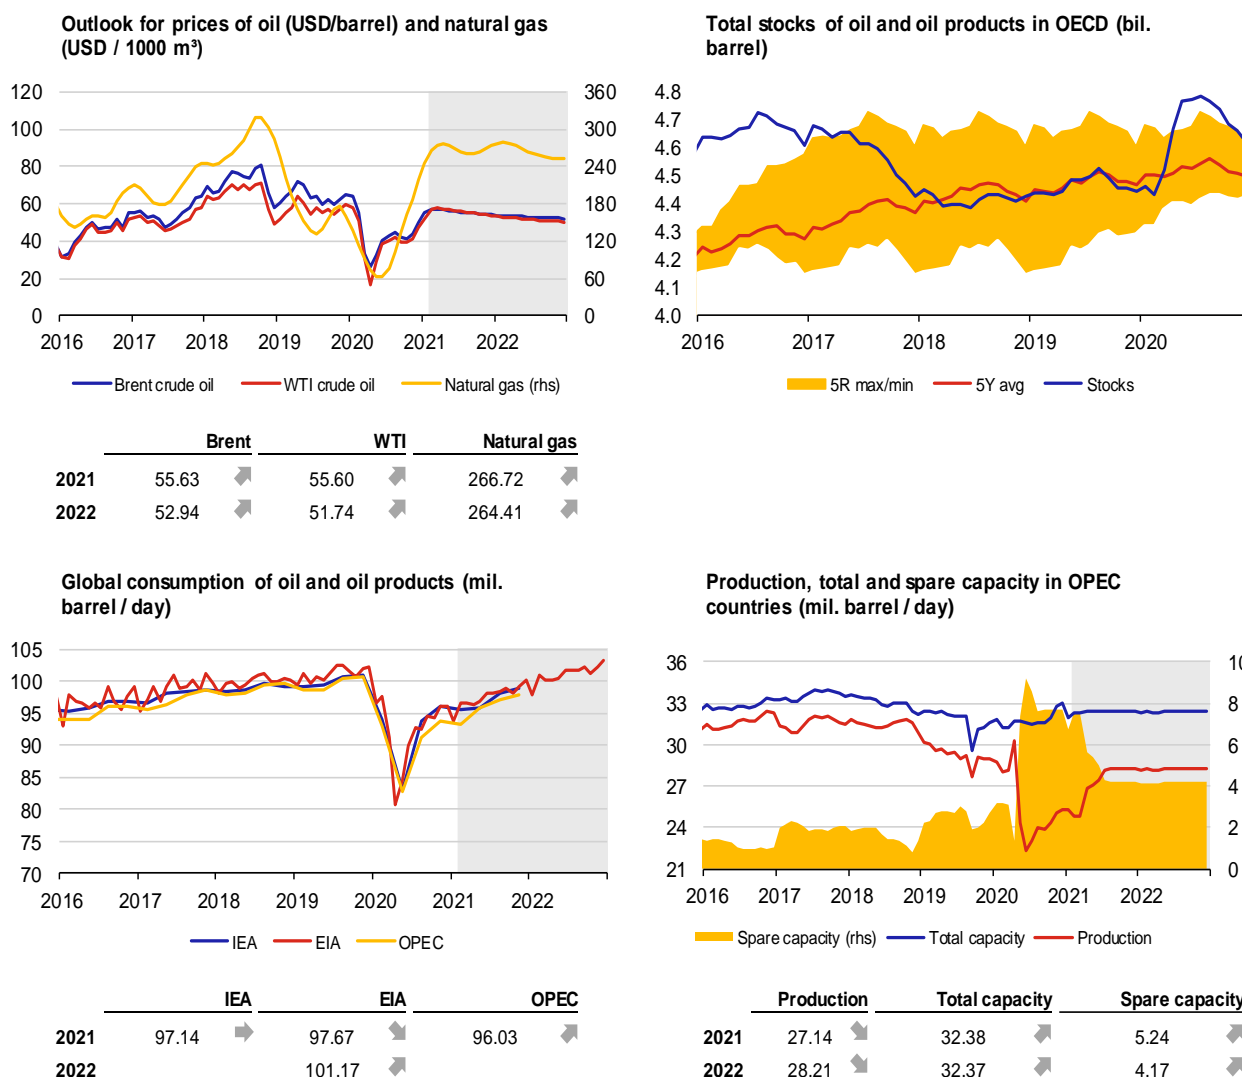 Outlook for prices of oil (USD/barrel) and natural gas
(USD / 1000 m³)
120 360
100 300
80 240
60 180
40 120
20 60
0 0
2016 2017 2018 2019 2020 2021 2022
Brent crude oil WTI crude oil Natural gas (rhs)
Brent WTI Natural gas
2021 55.63 55.60 266.72
2022 52.94 51.74 264.41
Total stocks of oil and oil products in OECD (bil.
barrel)
4.8
4.7
4.6
4.5
4.4
4.3
4.2
4.1
4.0
2016 2017 2018 2019 2020
5R max/min 5Y avg Stocks
Global consumption of oil and oil products (mil.
barrel / day)
105
100
95
90
85
80
75
70
2016 2017 2018 2019 2020 2021 2022
IEA EIA OPEC
IEA EIA OPEC
2021 97.14 97.67 96.03
2022 101.17
Production, total and spare capacity in OPEC
countries (mil. barrel / day)
36 10
33 8
30 6
27 4
24 2
21 0
2016 2017 2018 2019 2020 2021 2022
Spare capacity (rhs) Total capacity Production
Production Total capacity Spare capacity
2021 27.14 32.38 5.24
2022 28.21 32.37 4.17